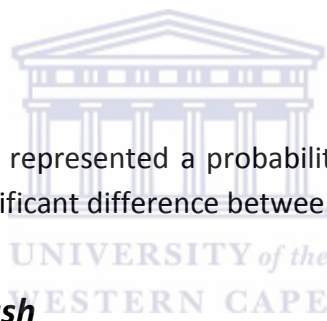 represented a probabilit
ificant difference betwee
UNIVERSITY of the
WESTERN CAPE
sh